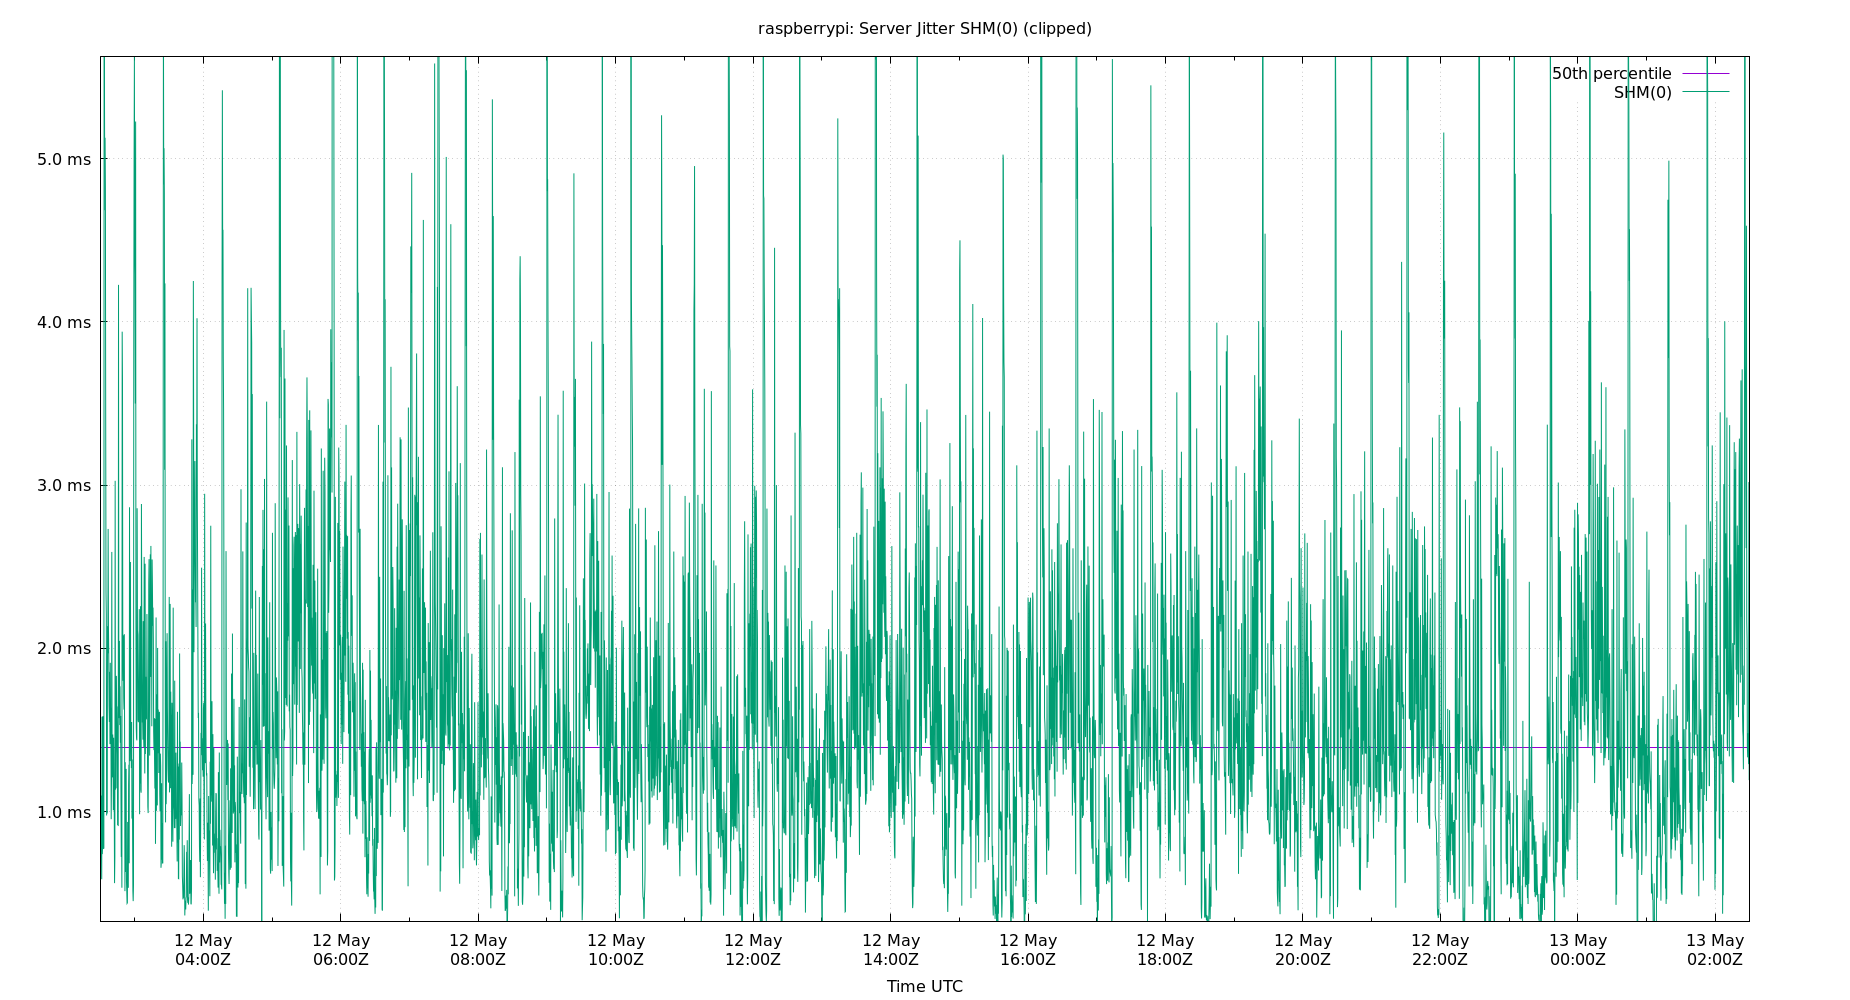 raspberrypi: Server Jitter SHM(0) (clipped)
50th percentile
SHM(0)
5.0 ms
4.0 ms
3.0 ms
2.0 ms
1.0 ms
12 May 12 May 12 May 12 May 12 May 12 May 12 May 12 May 12 May 12 May 13 May 13 May
04:00Z 06:00Z 08:00Z 10:00Z 12:00Z 14:00Z 16:00Z 18:00Z 20:00Z 22:00Z 00:00Z 02:00Z
Time UTC